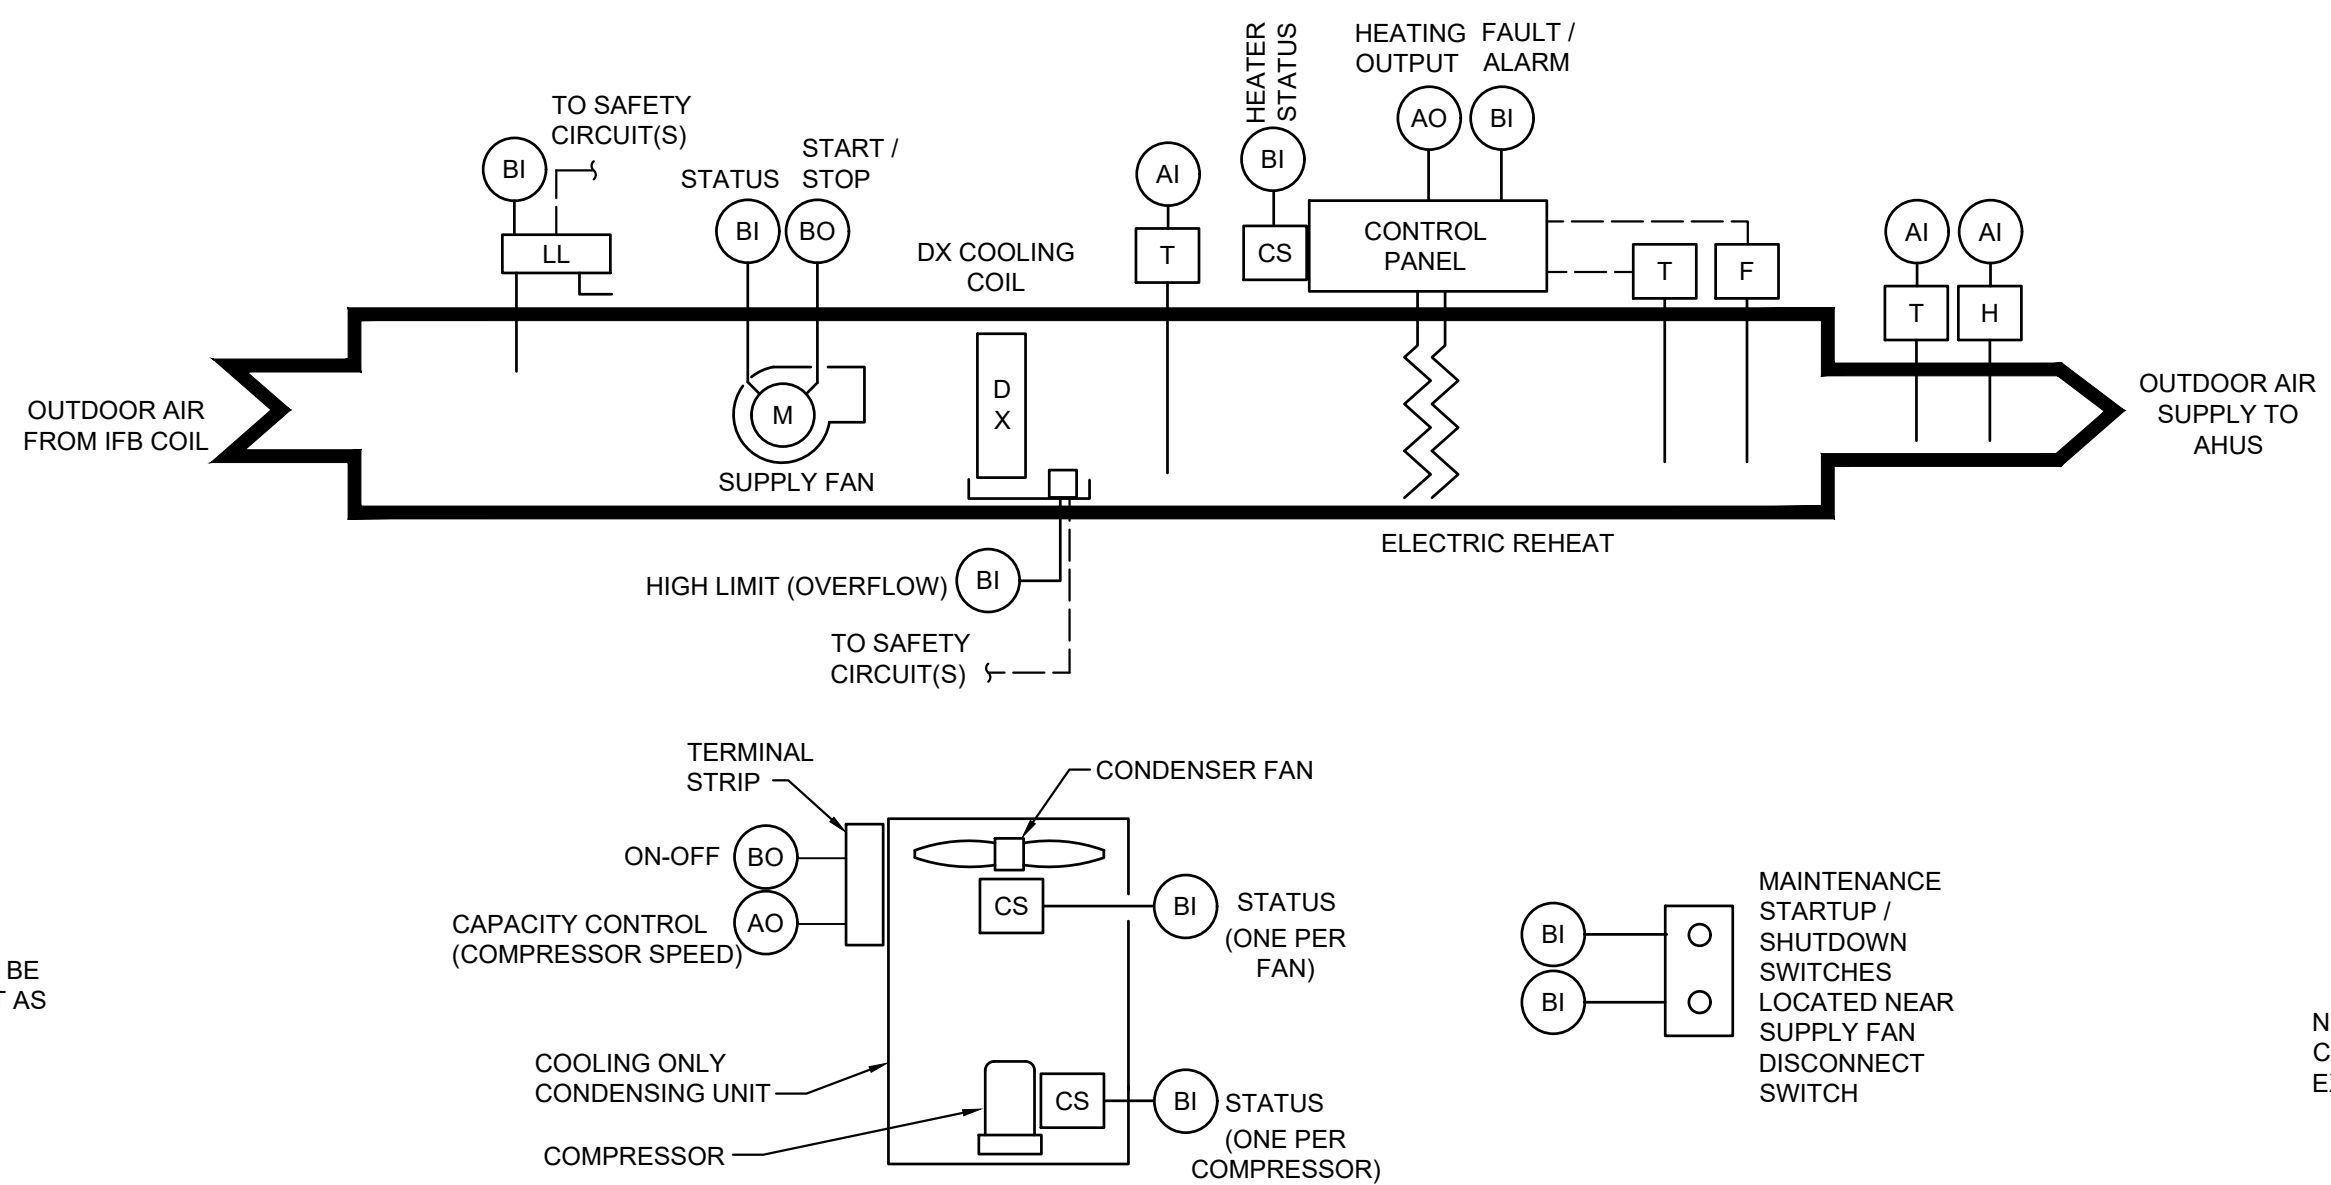 HEATER
STATUS
HEATING
OUTPUT
FAULT /
ALARM
TO SAFETY
CIRCUIT(S)
START /
STOP
STATUS
AO
BI
BI
BI
AI
BI
BO
LL
T
CS
CONTROL
PANEL
T
F
AI
AI
T
H
DX COOLING
COIL
OUTDOOR AIR
FROM IFB COIL
M
D
X
SUPPLY FAN
OUTDOOR AIR
SUPPLY TO
AHUS
ELECTRIC REHEAT
HIGH LIMIT (OVERFLOW)
BI
TO SAFETY
CIRCUIT(S)
TERMINAL
STRIP
CONDENSER FAN
ON-OFF
BO
CAPACITY CONTROL
(COMPRESSOR SPEED)
AO
CS
BI
STATUS
(ONE PER
FAN)
COOLING ONLY
CONDENSING UNIT
COMPRESSOR
CS
BI
STATUS
(ONE PER
COMPRESSOR)
BI
BI
MAINTENANCE
STARTUP /
SHUTDOWN
SWITCHES
LOCATED NEAR
SUPPLY FAN
DISCONNECT
SWITCH
BE
T AS
N
C